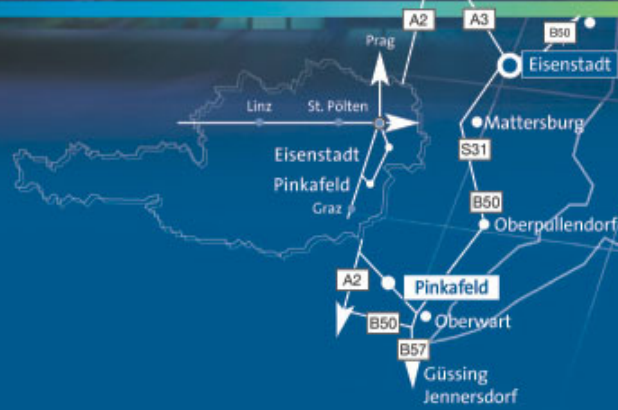 A2
A3
B50
Prag
Eisenstadt
Linz
St. Pölten
Mattersburg
S31
Eisenstadt
Pinkafeld
B50
Graz
Oberpullendorf
A2
Pinkafeld
B50
Oberwart
B57
Güssing
Jennersdorf